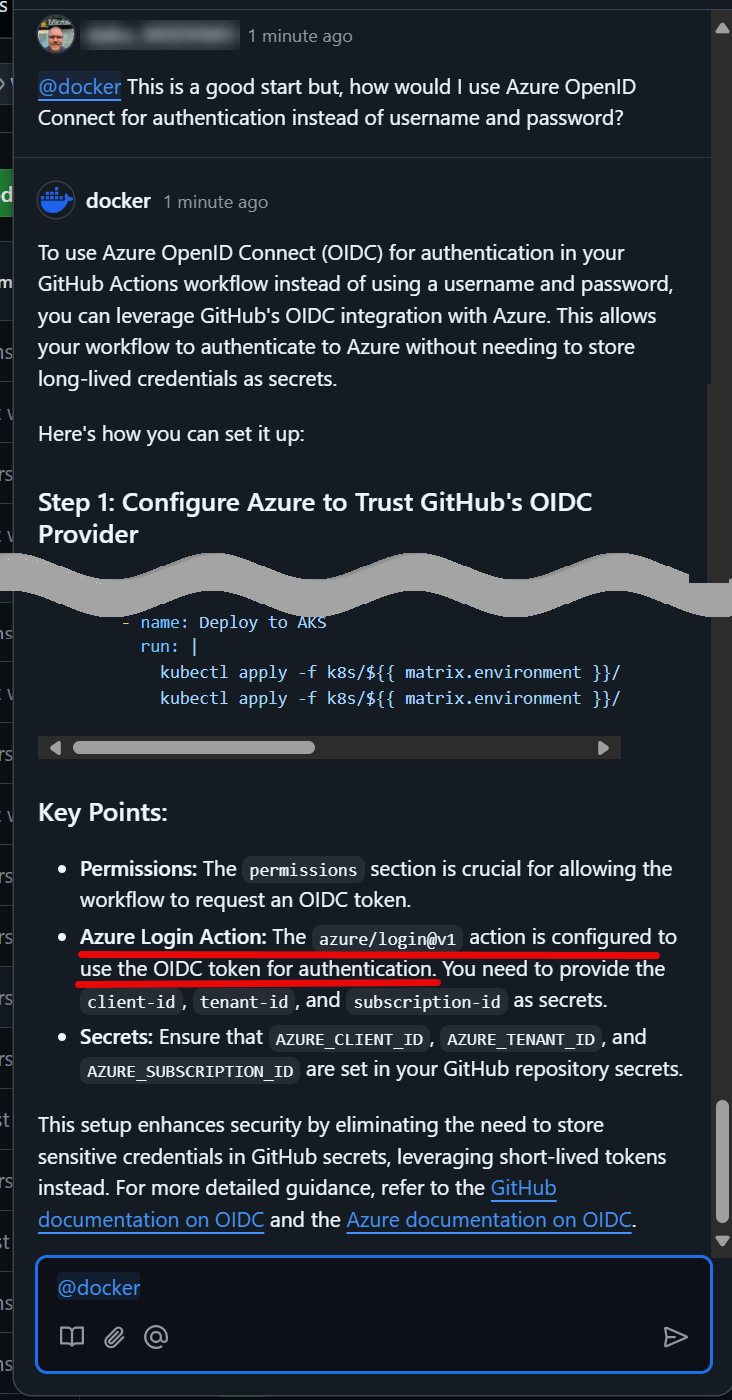 1 minute ago
@docker This is a good start but, how would I use Azure OpenID
Connect for authentication instead of username and password?
docker 1 minute ago
To use Azure OpenID Connect (OIDC) for authentication in your
GitHub Actions workflow instead of using a username and password,
you can leverage GitHub's OIDC integration with Azure. This allows
your workflow to authenticate to Azure without needing to store
long-lived credentials as secrets.
Here's how you can set it up:
Step 1: Configure Azure to Trust GitHub's OIDC
Provider
- name: Deploy to AKS
run: |
kubectl apply -f k8s/${{ matrix.environment }}/
kubectl apply -f k8s/${{ matrix.environment }}/
Key Points:
• Permissions: The permissions section is crucial for allowing the
workflow to request an OIDC token.
• Azure Login Action: The azure/login@v1 action is configured to
use the OIDC token for authentication. You need to provide the
client-id, tenant-id, and subscription-id as secrets.
• Secrets: Ensure that AZURE_CLIENT_ID, AZURE_TENANT_ID, and
AZURE_SUBSCRIPTION_ID are set in your GitHub repository secrets.
This setup enhances security by eliminating the need to store
sensitive credentials in GitHub secrets, leveraging short-lived tokens
instead. For more detailed guidance, refer to the GitHub
documentation on OIDC and the Azure documentation on OIDC.
@docker